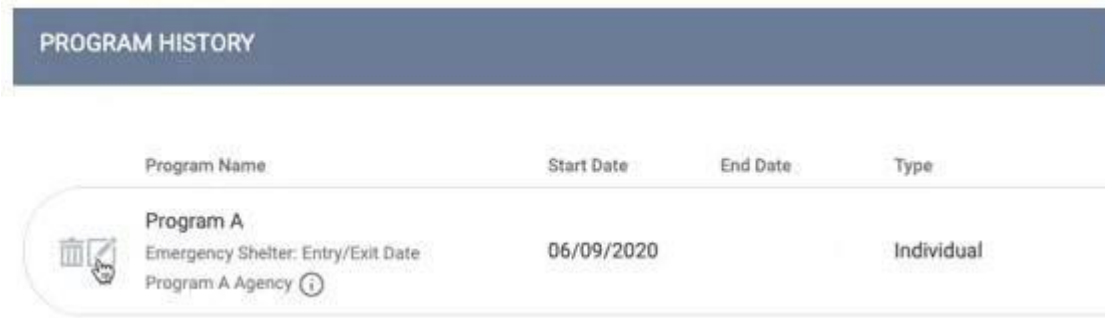 PROGRAM HISTORY
Program Name Start Date End Date Type
Program A
Emergency Shelter: Entry/Exit Date 06/09/2020 Individual
Program A Agency